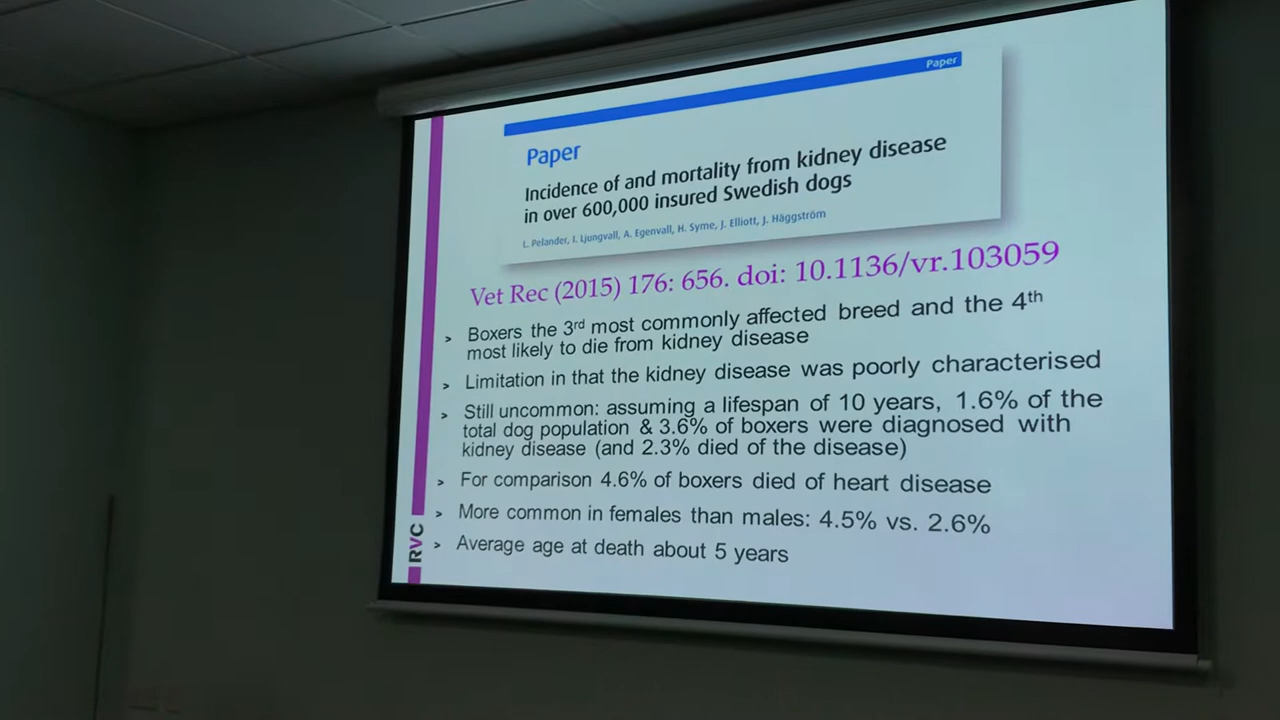 Paper
Paper
Incidence of and mortality from kidney disease
in over 600,000 insured Swedish dogs
L. Pelander, I. Ljungvall, A. Egenvall, H. Syme, J. Elliott, J. Häggström
Vet Rec (2015) 176: 656. doi: 10.1136/vr.103059
> Boxers the 3rd most commonly affected breed and the 4th
most likely to die from kidney disease
> Limitation in that the kidney disease was poorly characterised
> Still uncommon: assuming a lifespan of 10 years, 1.6% of the
total dog population & 3.6% of boxers were diagnosed with
kidney disease (and 2.3% died of the disease)
> For comparison 4.6% of boxers died of heart disease
> More common in females than males: 4.5% vs. 2.6%
> Average age at death about 5 years
RVC